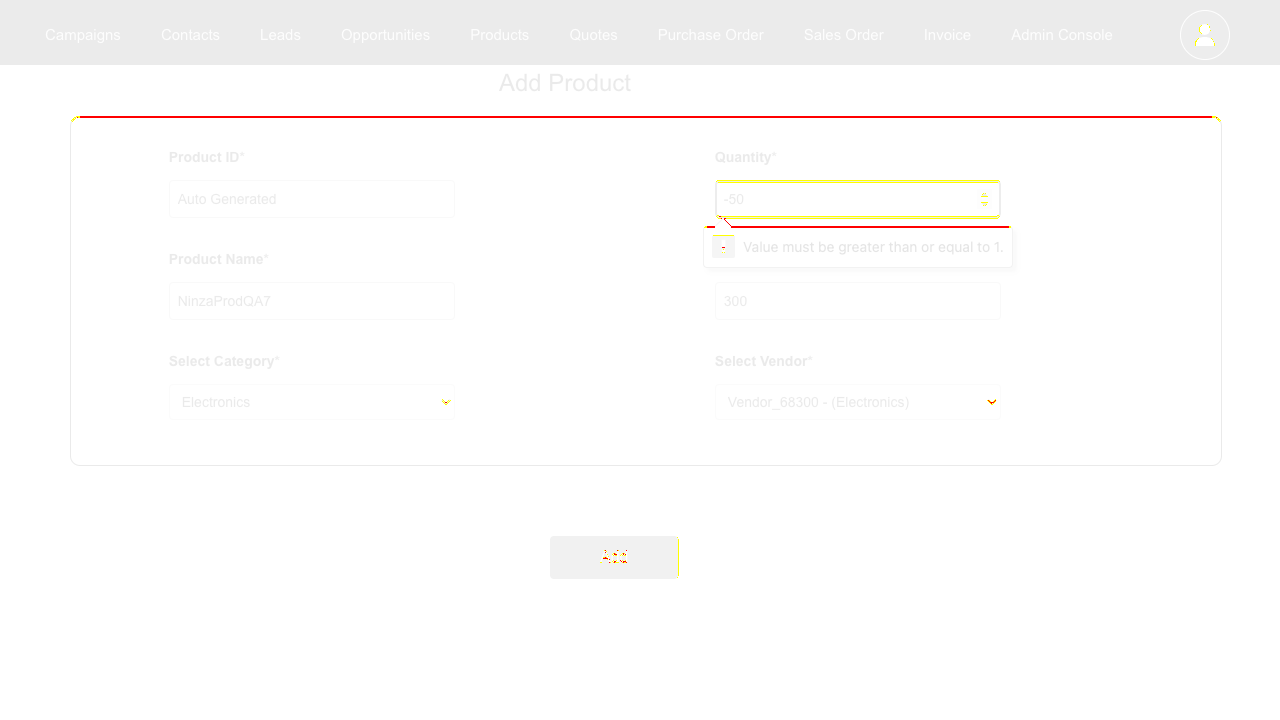 Campaigns Contacts Leads Opportunities Products Quotes Purchase Order Sales Order Invoice Admin Console
Add Product
Product ID* Quantity*
Auto Generated -50
Value must be greater than or equal to 1.
Product Name*
NinzaProdQA7 300
Select Category* Select Vendor*
Electronics Vendor_68300 - (Electronics)
Add